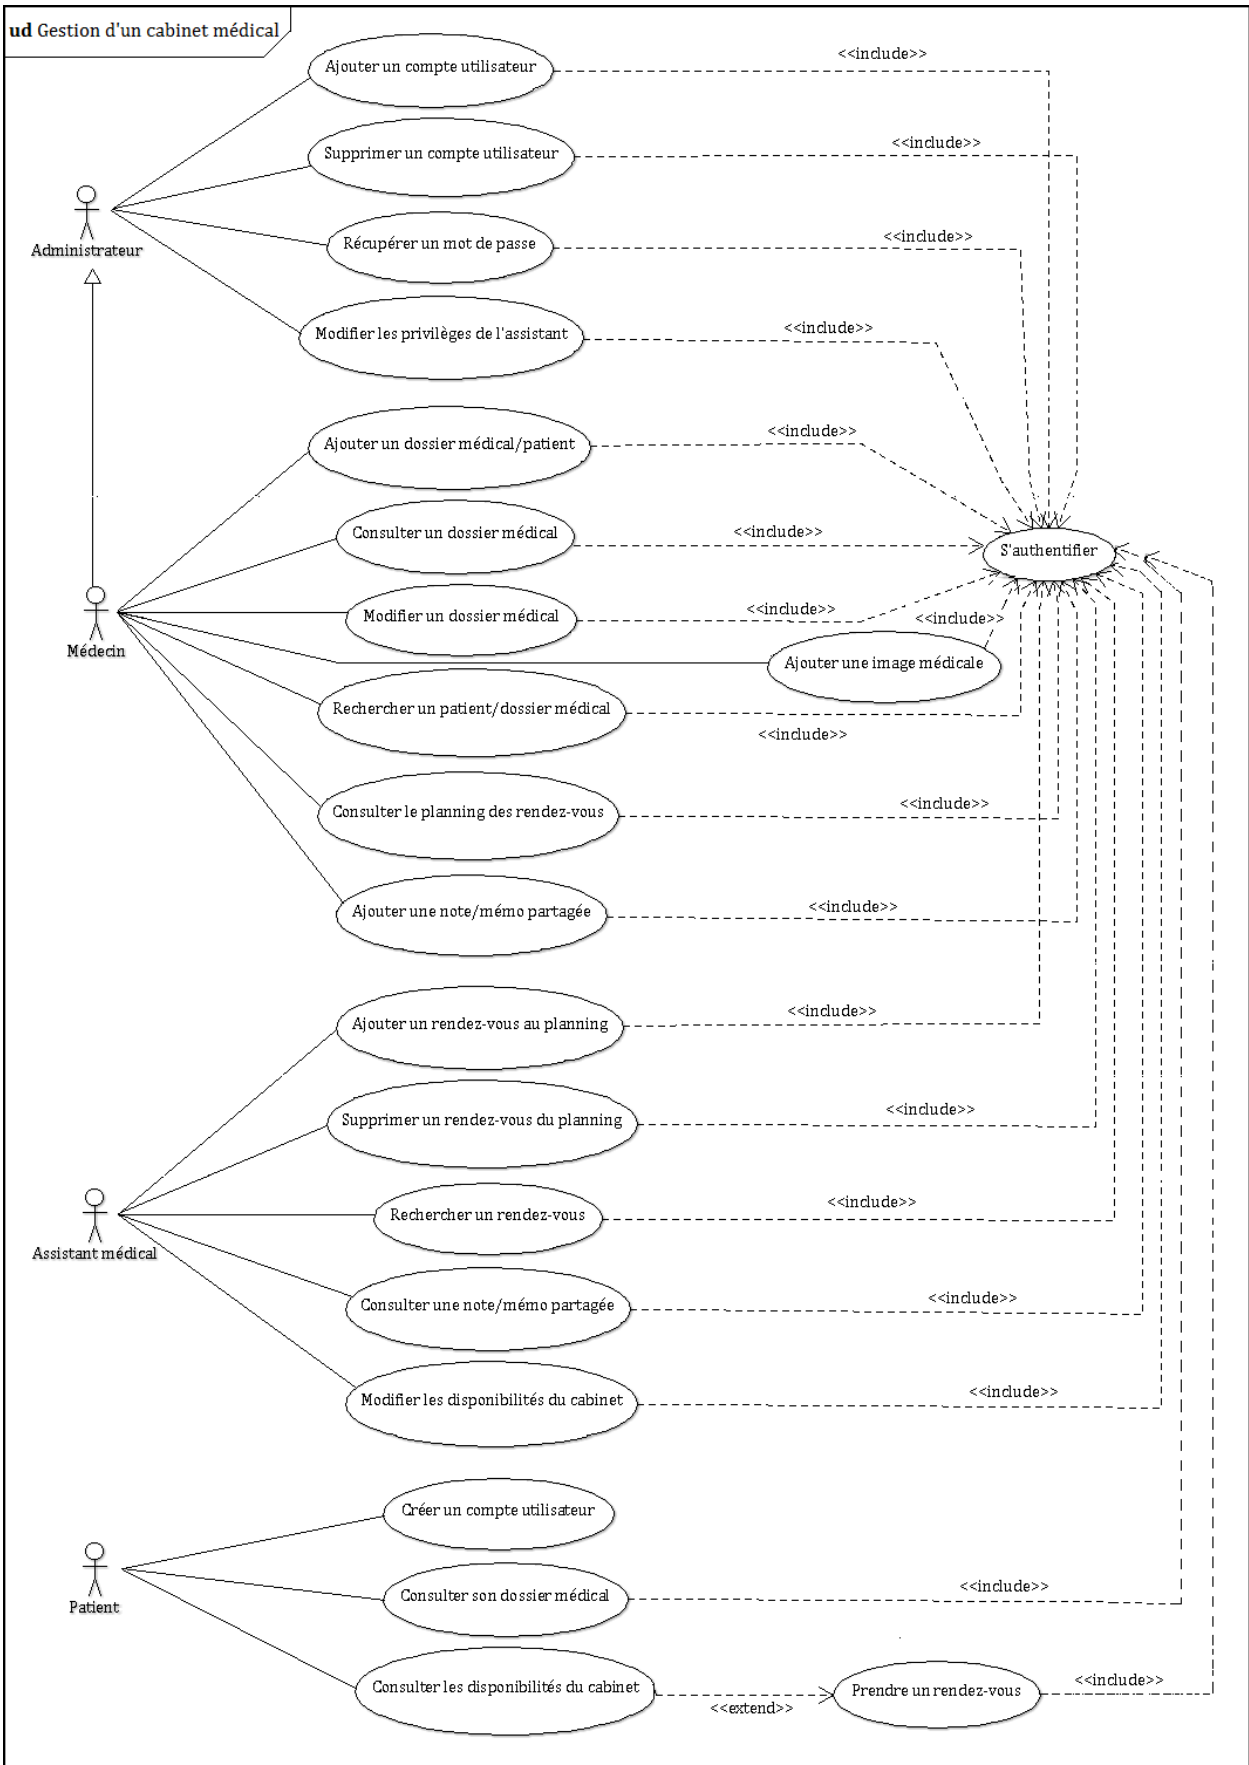 ud Gestion d'un cabinet médical
Ajouter un compte utilisateur
<<include>>
Supprimer un compte utilisateur
<<include>>
Administrateur
Récupérer un mot de passe
<<include>>
Modifier les privilèges de l'assistant
<<include>>
Ajouter un dossier médical/patient
<<include>>
Consulter un dossier médical
<<include>>
S'authentifier
Médecin
Modifier un dossier médical
<<include>>
<<include>>
Ajouter une image médicale
Rechercher un patient/dossier médical
<<include>>
Consulter le planning des rendez-vous
<<include>>
Ajouter une note/mémo partagée
<<include>>
Ajouter un rendez-vous au planning
<<include>>
Supprimer un rendez-vous du planning
<<include>>
Assistant médical
Rechercher un rendez-vous
<<include>>
Consulter une note/mémo partagée
<<include>>
Modifier les disponibilités du cabinet
<<include>>
Créer un compte utilisateur
Patient
Consulter son dossier médical
<<include>>
Consulter les disponibilités du cabinet
<<extend>>
Prendre un rendez-vous
<<include>>